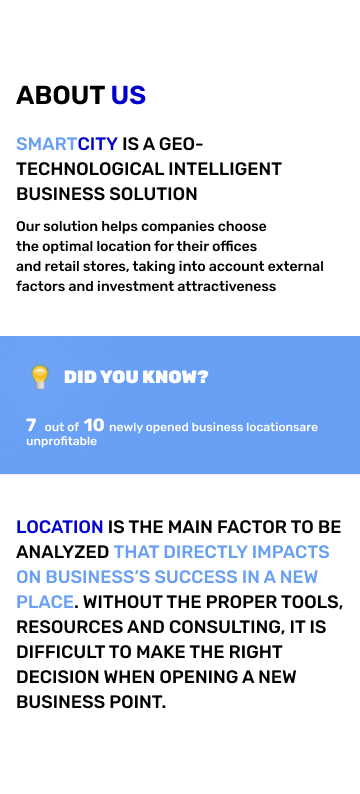 ABOUT US
SMARTCITY IS A GEO-
TECHNOLOGICAL INTELLIGENT
BUSINESS SOLUTION
Our solution helps companies choose
the optimal location for their offices
and retail stores, taking into account external
factors and investment attractiveness
DID YOU KNOW?
7 out of 10 newly opened business locationsare
unprofitable
LOCATION IS THE MAIN FACTOR TO BE
ANALYZED THAT DIRECTLY IMPACTS
ON BUSINESS’S SUCCESS IN A NEW
PLACE. WITHOUT THE PROPER TOOLS,
RESOURCES AND CONSULTING, IT IS
DIFFICULT TO MAKE THE RIGHT
DECISION WHEN OPENING A NEW
BUSINESS POINT.